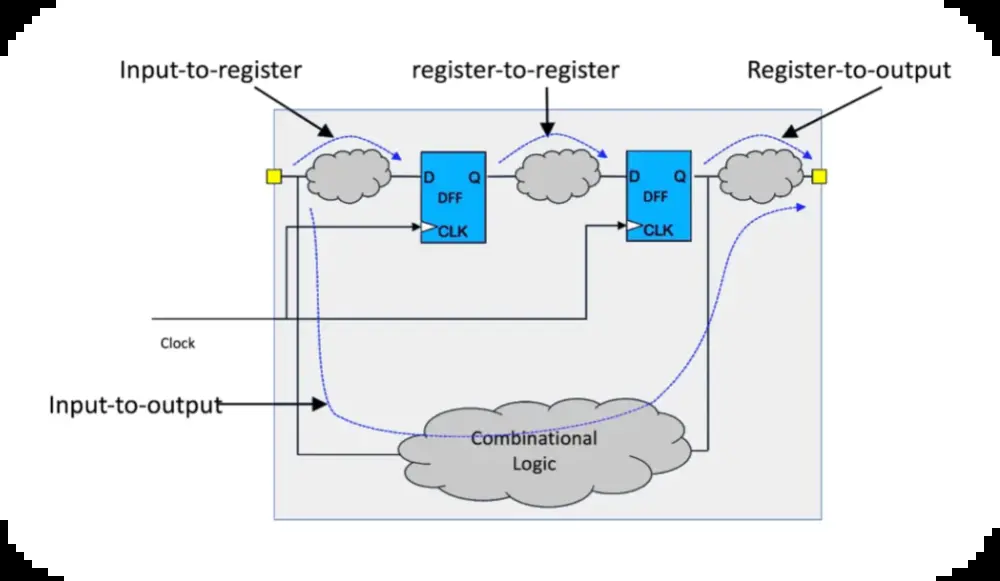 Input-to-register
register-to-register
Register-to-output
D Q
DFF
CLK
D Q
DFF
CLK
Clock
Input-to-output
Combinational
Logic